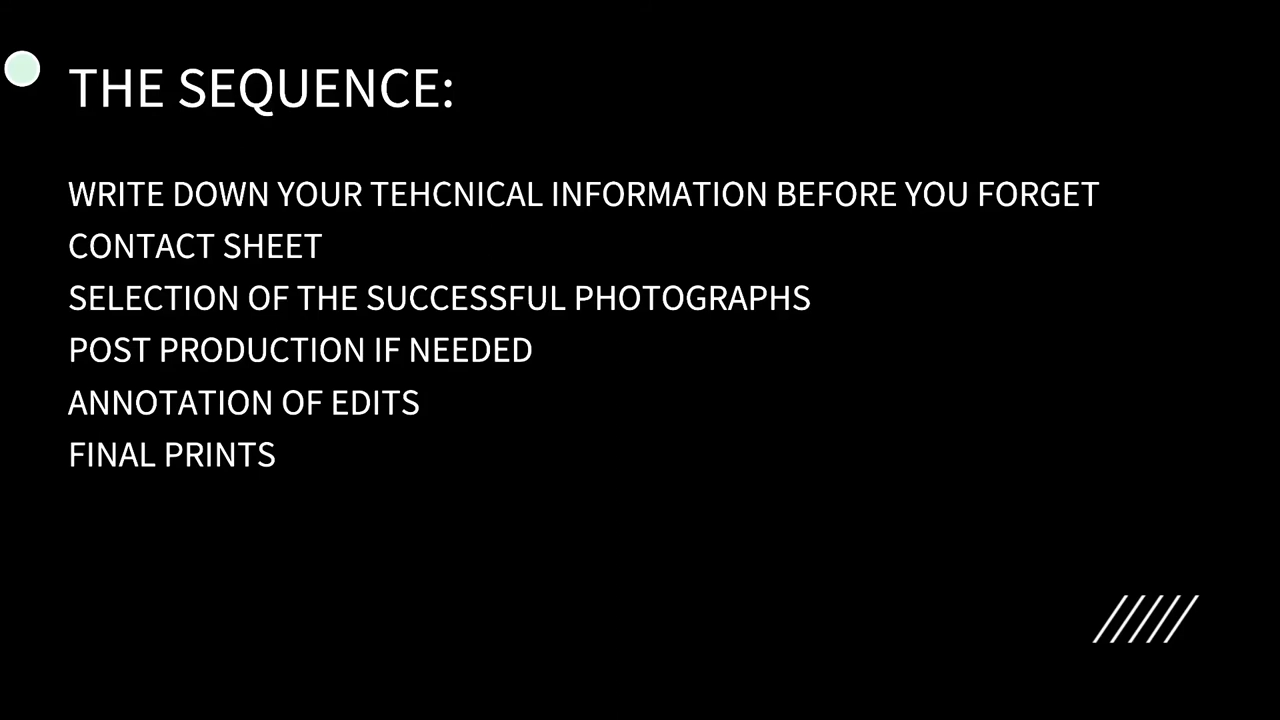 THE SEQUENCE:
WRITE DOWN YOUR TEHCNICAL INFORMATION BEFORE YOU FORGET
CONTACT SHEET
SELECTION OF THE SUCCESSFUL PHOTOGRAPHS
POST PRODUCTION IF NEEDED
ANNOTATION OF EDITS
FINAL PRINTS